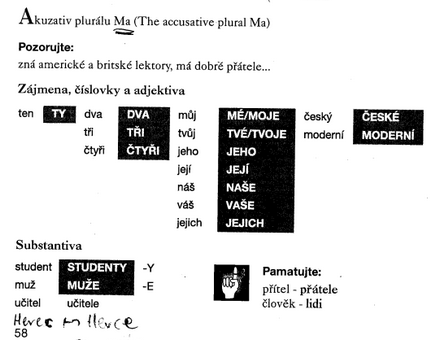 Akuzativ plurálu Ma (The accusative plural Ma)
Pozorujte:
zná americké a britské lektory, má dobré přátele...
Zájmena, číslovky a adjektiva
ten TY dva DVA můj MÉ/MOJE český ČESKÉ
tři TŘI tvůj TVÉ/TVOJE moderní MODERNÍ
čtyři ČTYŘI jeho JEHO
její JEJÍ
náš NAŠE
váš VAŠE
jejich JEJICH
Substantiva
student STUDENTY -Y
muž MUŽE -E
učitel učitele
Pamatujte:
přítel - přátele
člověk - lidi
Herec Herce
58